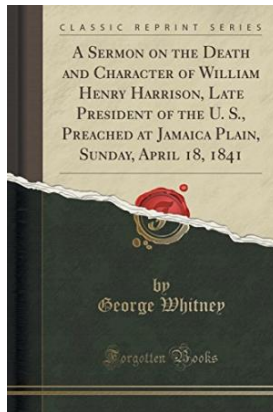 CLASSIC REPRINT SERIES
A SERMON ON THE DEATH
AND CHARACTER OF WILLIAM
HENRY HARRISON, LATE
PRESIDENT OF THE U. S.,
PREACHED AT JAMAICA PLAIN,
SUNDAY, APRIL 18, 1841
by
George Whitney
Forgotten Books